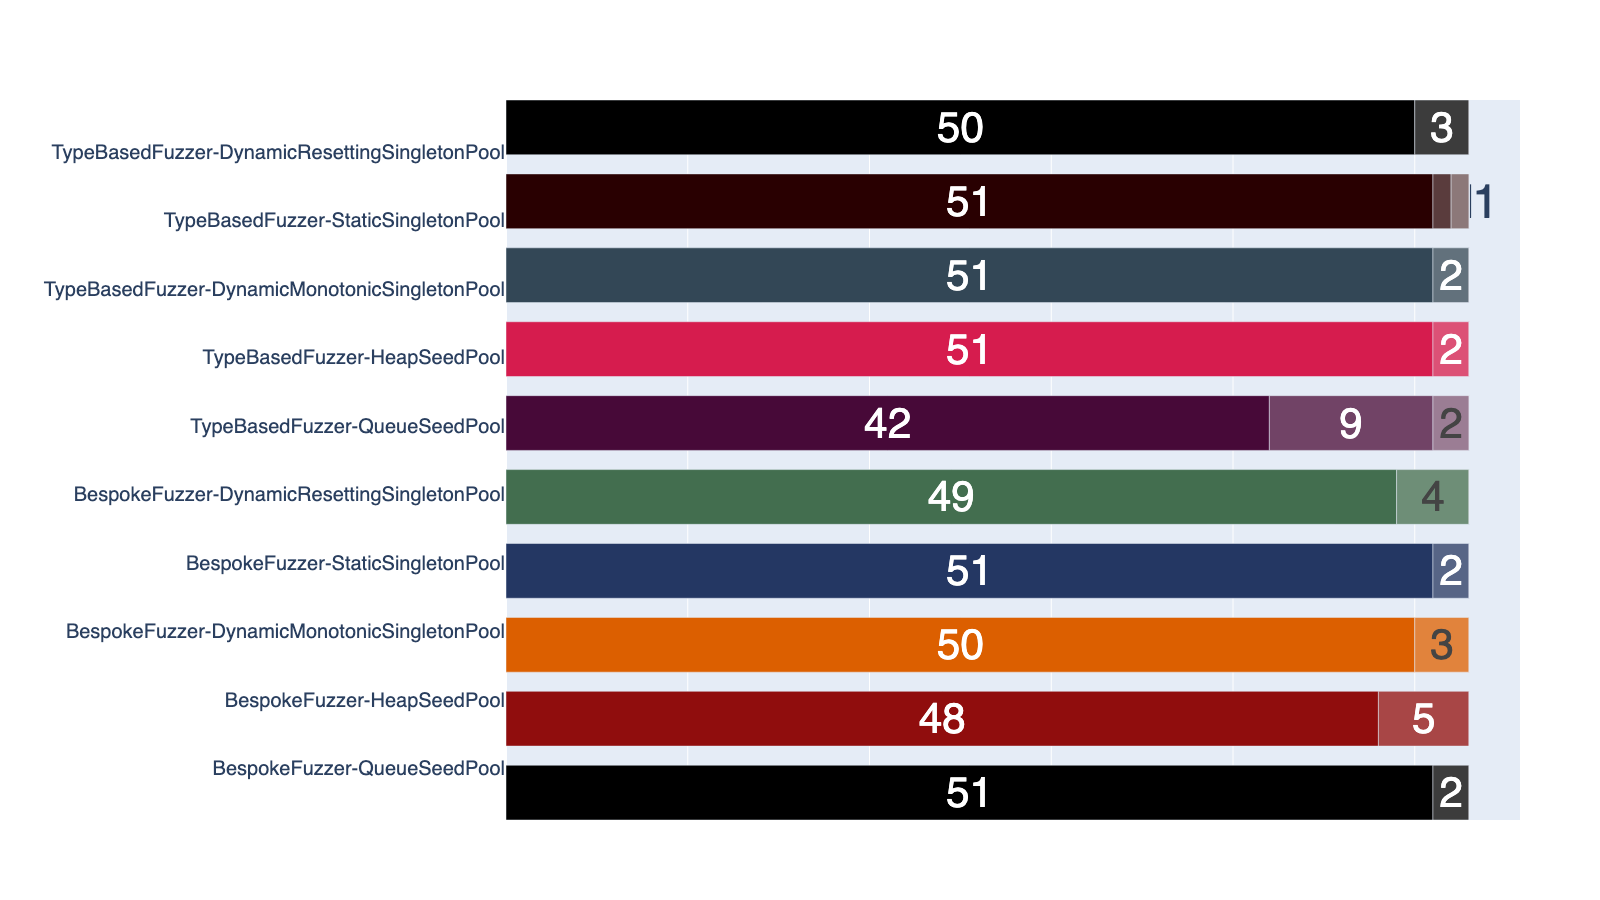 50 3
TypeBasedFuzzer-DynamicResettingSingletonPool
51 1
TypeBasedFuzzer-StaticSingletonPool
51 2
TypeBasedFuzzer-DynamicMonotonicSingletonPool
51 2
TypeBasedFuzzer-HeapSeedPool
42 9 2
TypeBasedFuzzer-QueueSeedPool
49 4
BespokeFuzzer-DynamicResettingSingletonPool
51 2
BespokeFuzzer-StaticSingletonPool
50 3
BespokeFuzzer-DynamicMonotonicSingletonPool
48 5
BespokeFuzzer-HeapSeedPool
51 2
BespokeFuzzer-QueueSeedPool